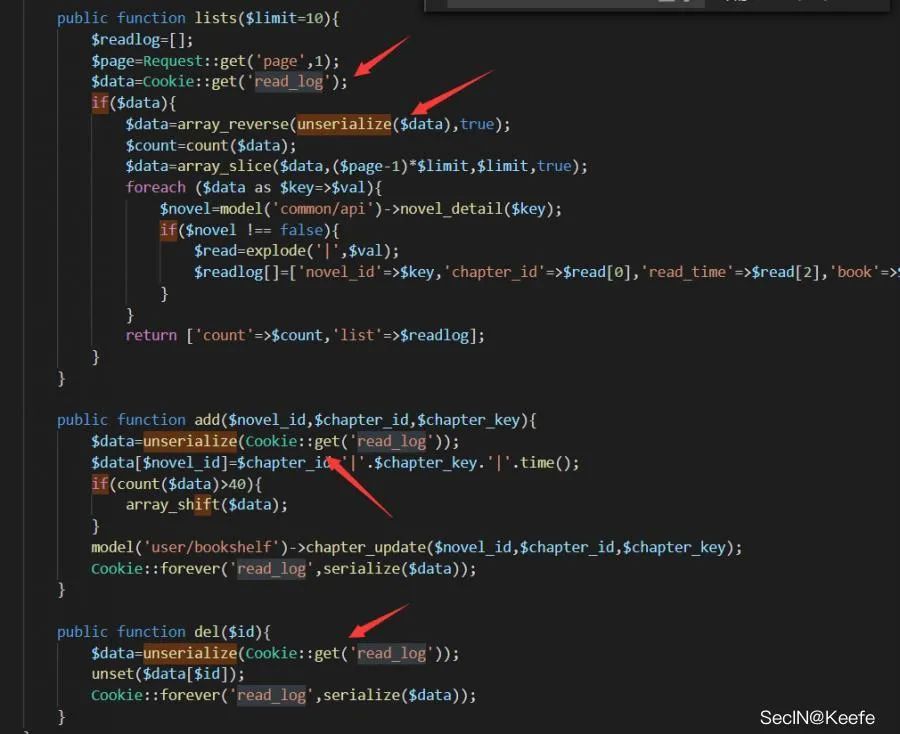 public function lists($limit=10){
$readlog=[];
$page=Request::get('page',1);
$data=Cookie::get('read_log');
if($data){
$data=array_reverse(unserialize($data),true);
$count=count($data);
$data=array_slice($data,($page-1)*$limit,$limit,true);
foreach ($data as $key=>$val){
$novel=model('common/api')->novel_detail($key);
if($novel !== false){
$read=explode('|',$val);
$readlog[]=['novel_id'=>$key,'chapter_id'=>$read[0],'read_time'=>$read[2],'book'=>$
}
}
return ['count'=>$count,'list'=>$readlog];
}
}
public function add($novel_id,$chapter_id,$chapter_key){
$data=unserialize(Cookie::get('read_log'));
$data[$novel_id]=$chapter_id.'|'.$chapter_key.'|'.time();
if(count($data)>40){
array_shift($data);
}
model('user/bookshelf')->chapter_update($novel_id,$chapter_id,$chapter_key);
Cookie::forever('read_log',serialize($data));
}
public function del($id){
$data=unserialize(Cookie::get('read_log'));
unset($data[$id]);
Cookie::forever('read_log',serialize($data));
}
SecIN@Keefe